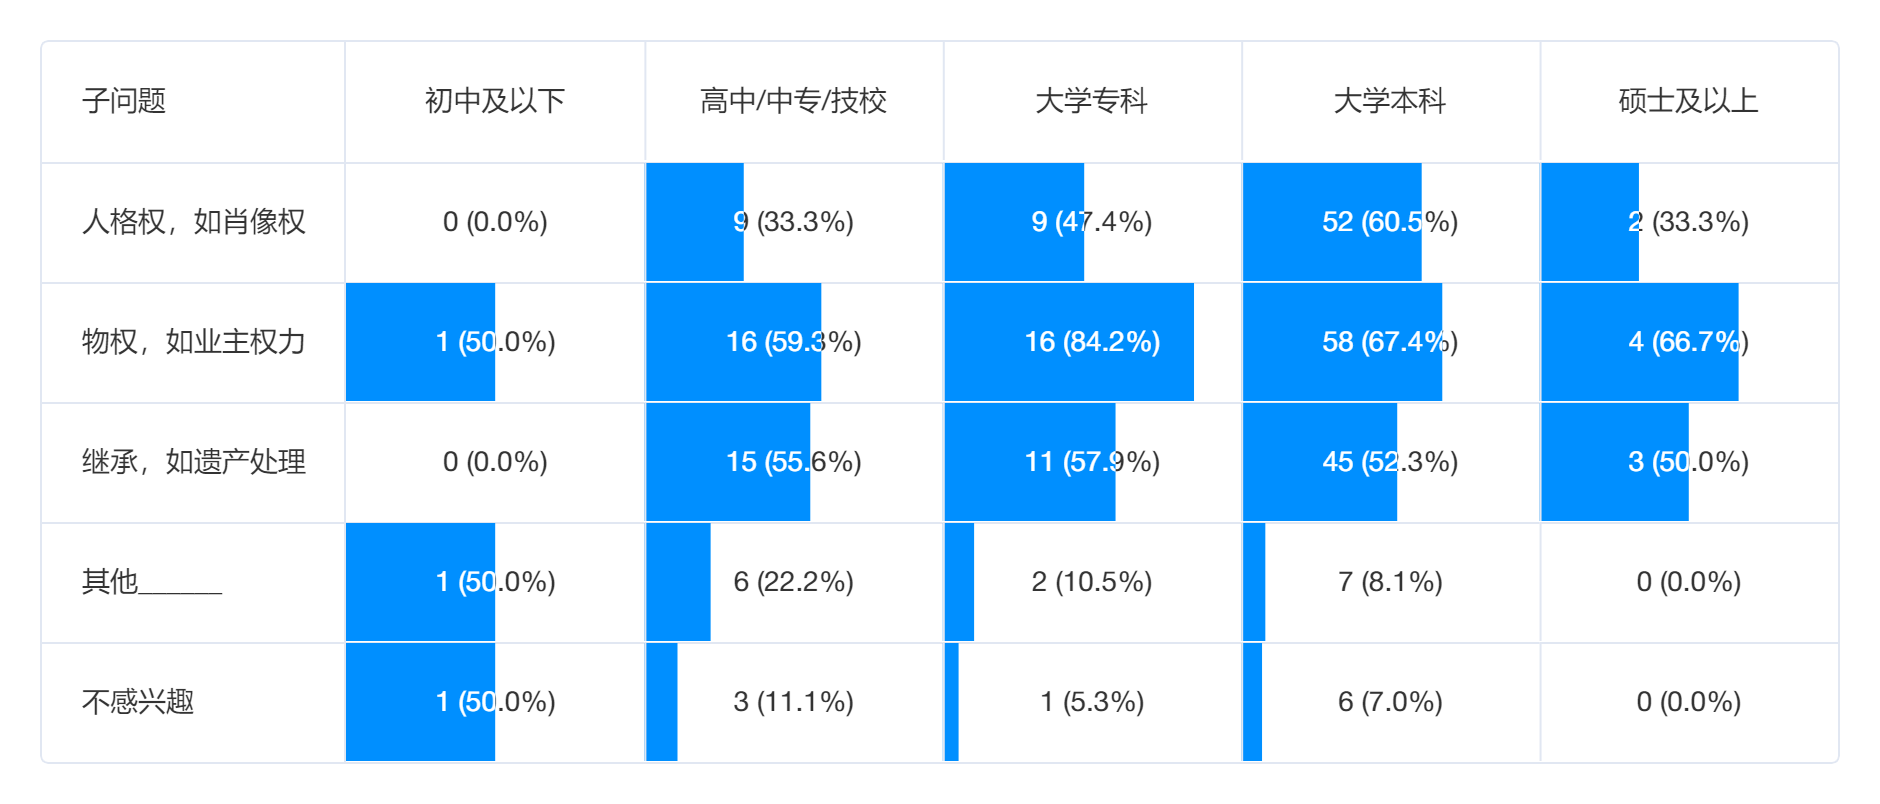 子问题 初中及以下 高中/中专/技校 大学专科 大学本科 硕士及以上
人格权，如肖像权 0 (0.0%) 9 (33.3%) 9 (47.4%) 52 (60.5%) 2 (33.3%)
物权，如业主权力 1 (50.0%) 16 (59.3%) 16 (84.2%) 58 (67.4%) 4 (66.7%)
继承，如遗产处理 0 (0.0%) 15 (55.6%) 11 (57.9%) 45 (52.3%) 3 (50.0%)
其他______ 1 (50.0%) 6 (22.2%) 2 (10.5%) 7 (8.1%) 0 (0.0%)
不感兴趣 1 (50.0%) 3 (11.1%) 1 (5.3%) 6 (7.0%) 0 (0.0%)